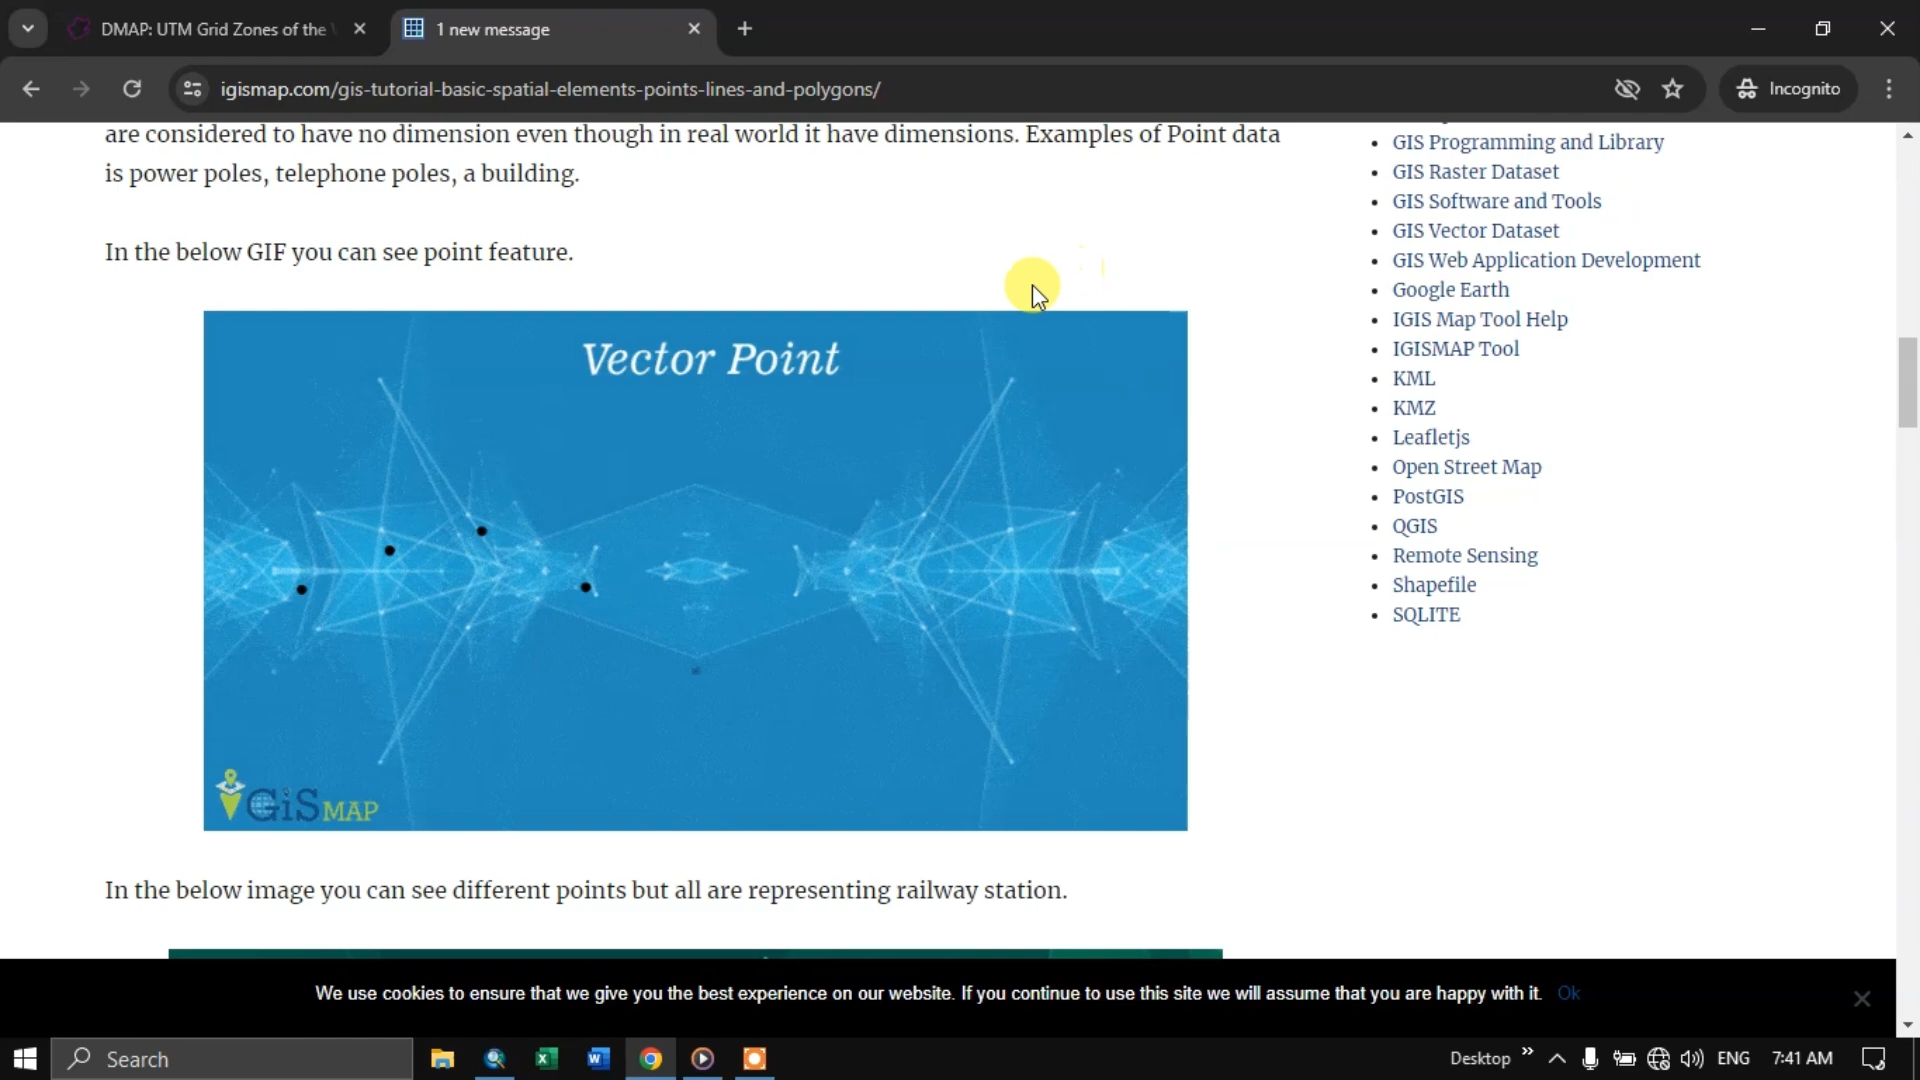 DMAP: UTM Grid Zones of the
1 new message
igismap.com/gis-tutorial-basic-spatial-elements-points-lines-and-polygons/
Incognito
are considered to have no dimension even though in real world it have dimensions. Examples of Point data
is power poles, telephone poles, a building.
In the below GIF you can see point feature.
Vector Point
GiSMAP
In the below image you can see different points but all are representing railway station.
GIS Programming and Library
GIS Raster Dataset
GIS Software and Tools
GIS Vector Dataset
GIS Web Application Development
Google Earth
IGIS Map Tool Help
IGISMAP Tool
KML
KMZ
Leafletjs
Open Street Map
PostGIS
QGIS
Remote Sensing
Shapefile
SQLITE
We use cookies to ensure that we give you the best experience on our website. If you continue to use this site we will assume that you are happy with it. Ok
Search
Desktop
ENG
7:41 AM